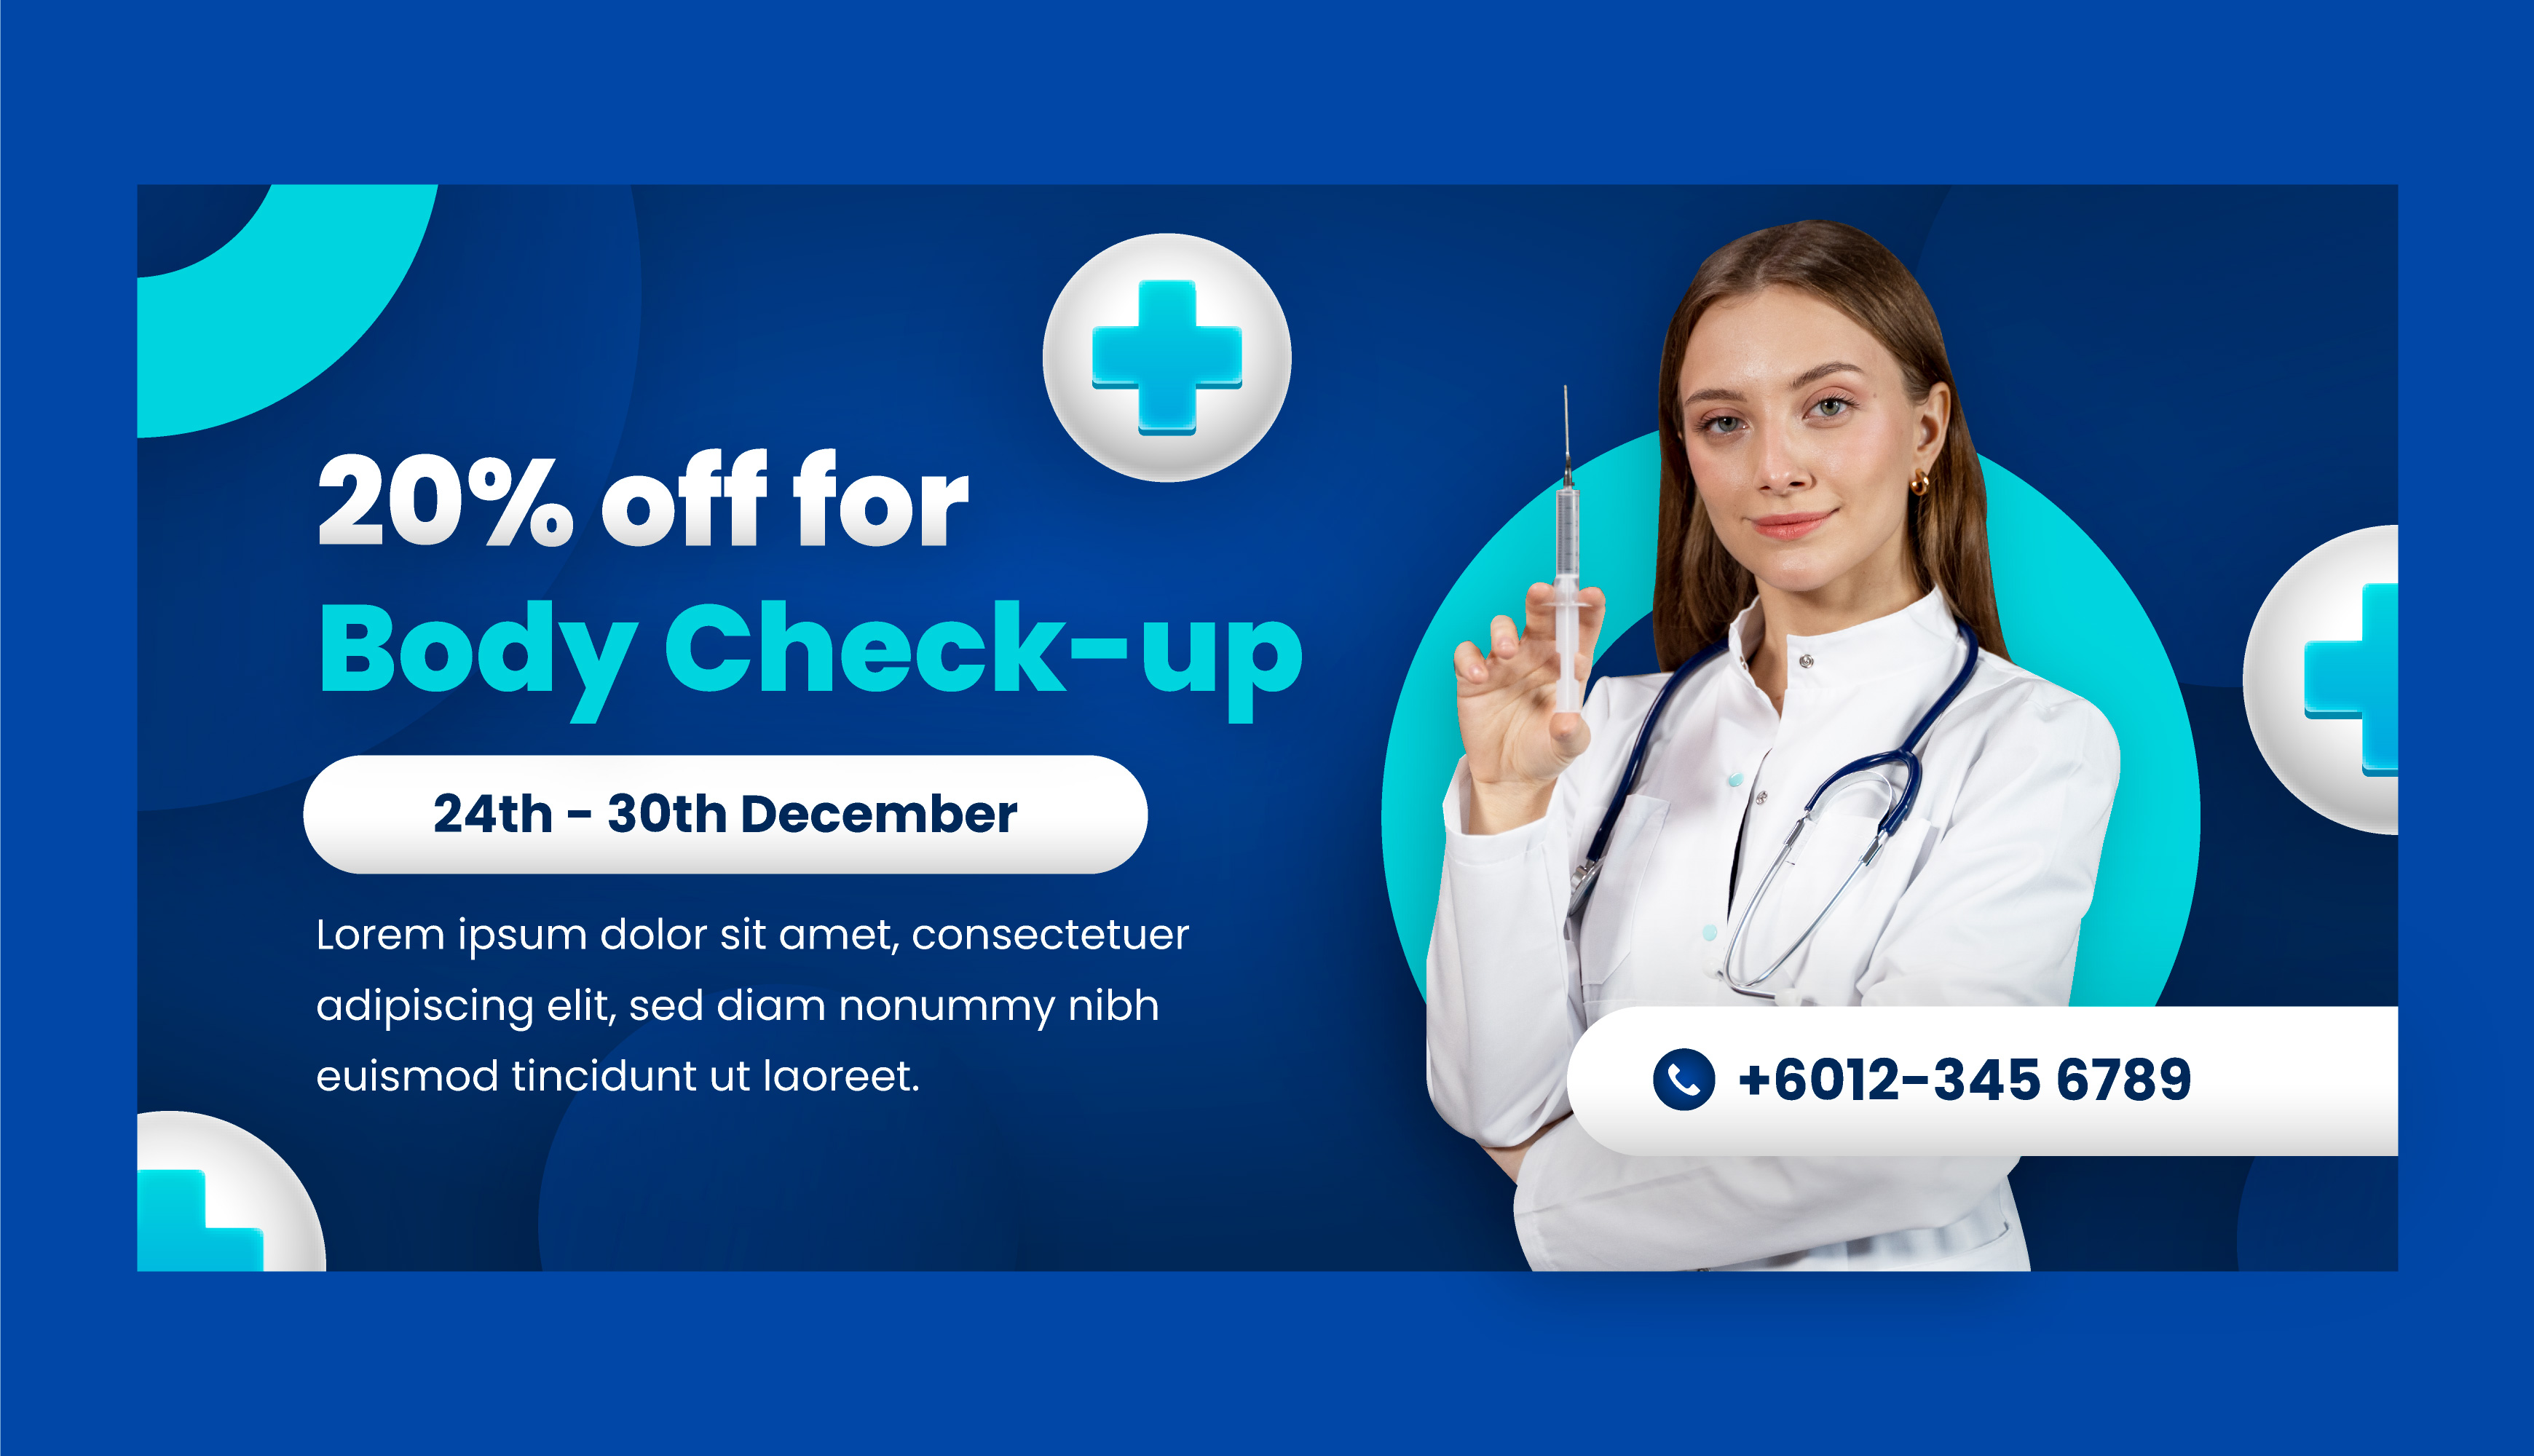 20% off for
Body Check-up
24th - 30th December
Lorem ipsum dolor sit amet, consectetuer
adipiscing elit, sed diam nonummy nibh
euismod tincidunt ut laoreet.
+6012-345 6789